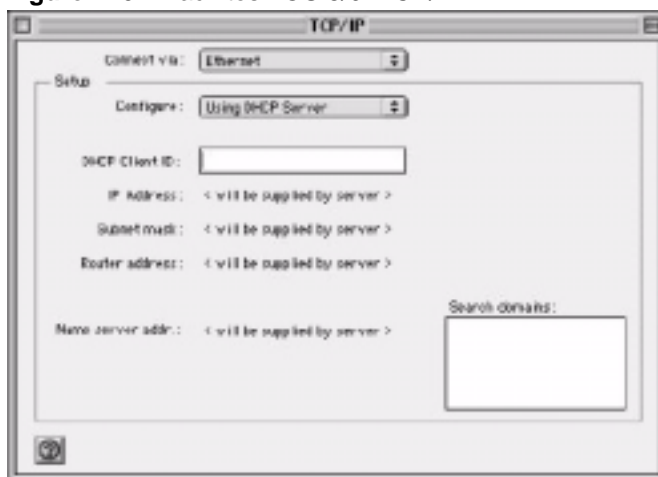 TCP/IP
Connect via: Ethernet
Setup
Configure: Using DHCP Server
DHCP Client ID:
IP Address: < will be supplied by server >
Subnet mask: < will be supplied by server >
Router address: < will be supplied by server >
Search domains:
Name server addr.: < will be supplied by server >